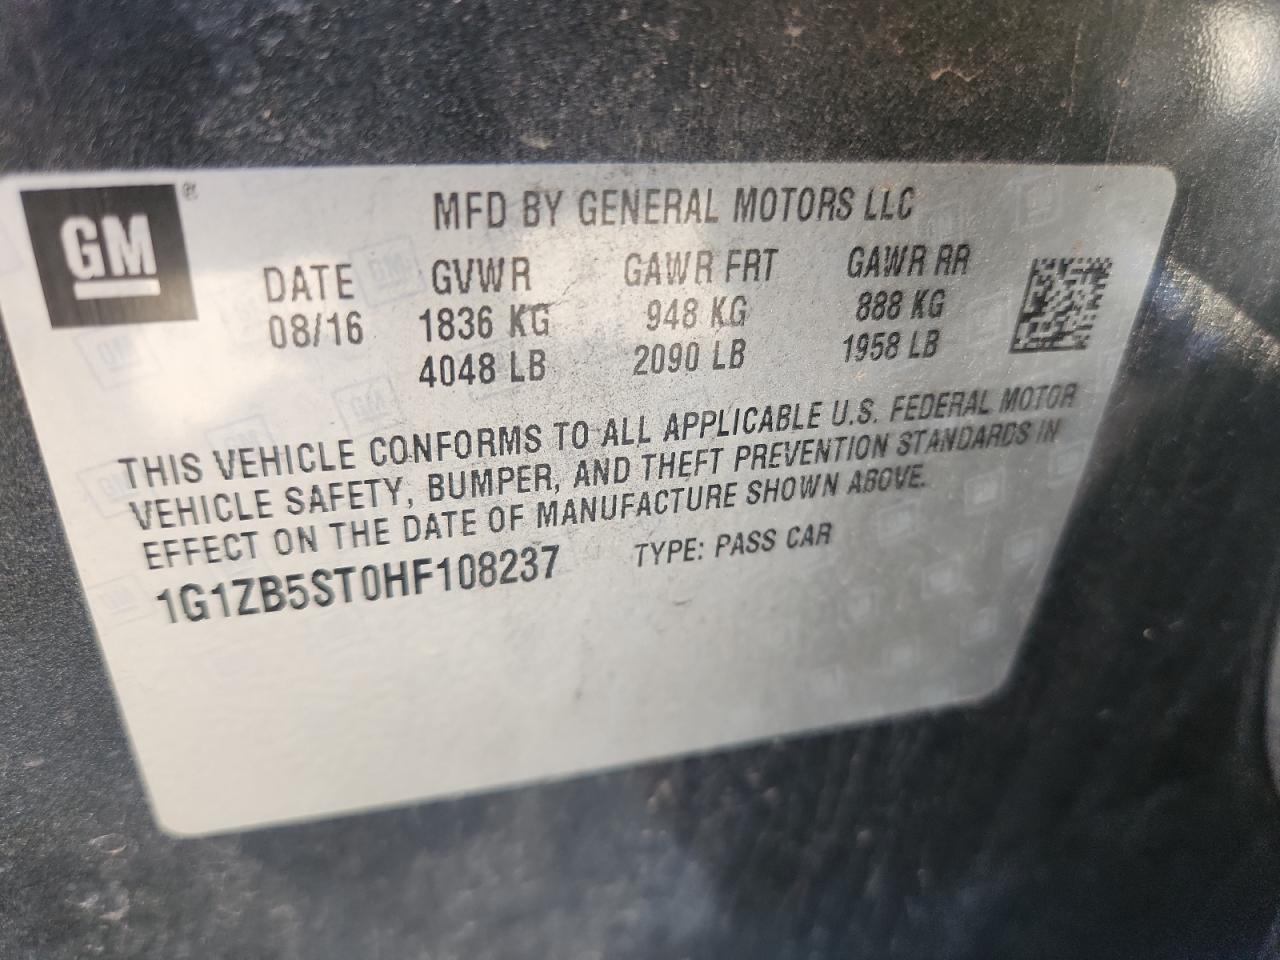 GM ®
MFD BY GENERAL MOTORS LLC
DATE GVWR GAWR FRT GAWR RR
08/16 1836 KG 948 KG 888 KG
4048 LB 2090 LB 1958 LB
THIS VEHICLE CONFORMS TO ALL APPLICABLE U.S. FEDERAL MOTOR
VEHICLE SAFETY, BUMPER, AND THEFT PREVENTION STANDARDS IN
EFFECT ON THE DATE OF MANUFACTURE SHOWN ABOVE.
1G1ZB5ST0HF108237 TYPE: PASS CAR